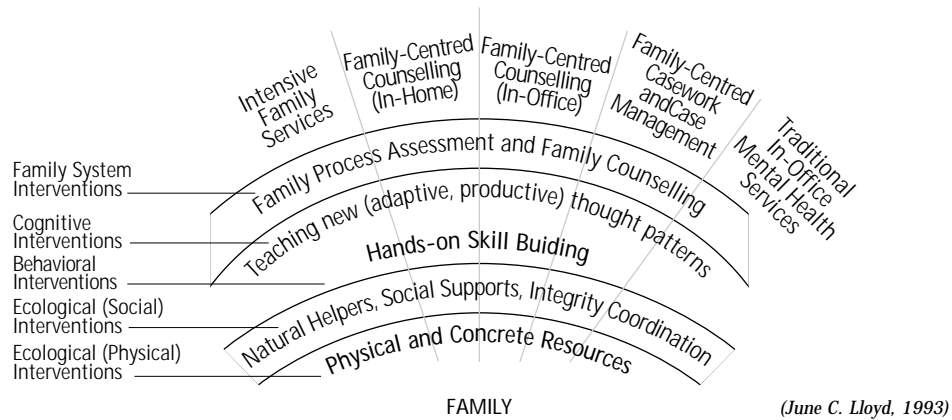 Intensive
Family
Services
Family-Centred
Counselling
(In-Home)
Family-Centred
Counselling
(In-Office)
Family-Centred
Casework
andCase
Management
Traditional
In-Office
Mental Health
Services
Family System
Interventions
Family Process Assessment and Family Counselling
Cognitive
Interventions
Teaching new (adaptive, productive) thought patterns
Behavioral
Interventions
Hands-on Skill Buiding
Ecological (Social)
Interventions
Natural Helpers, Social Supports, Integrity Coordination
Ecological (Physical)
Interventions
Physical and Concrete Resources
FAMILY
(June C. Lloyd, 1993)